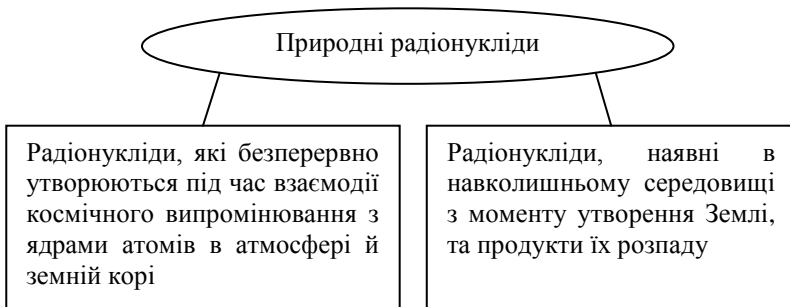 Природні радіонукліди
Радіонукліди, які безперервно
утворюються під час взаємодії
космічного випромінювання з
ядрами атомів в атмосфері й
земній корі
Радіонукліди, наявні в
навколишньому середовищі
з моменту утворення Землі,
та продукти їх розпаду